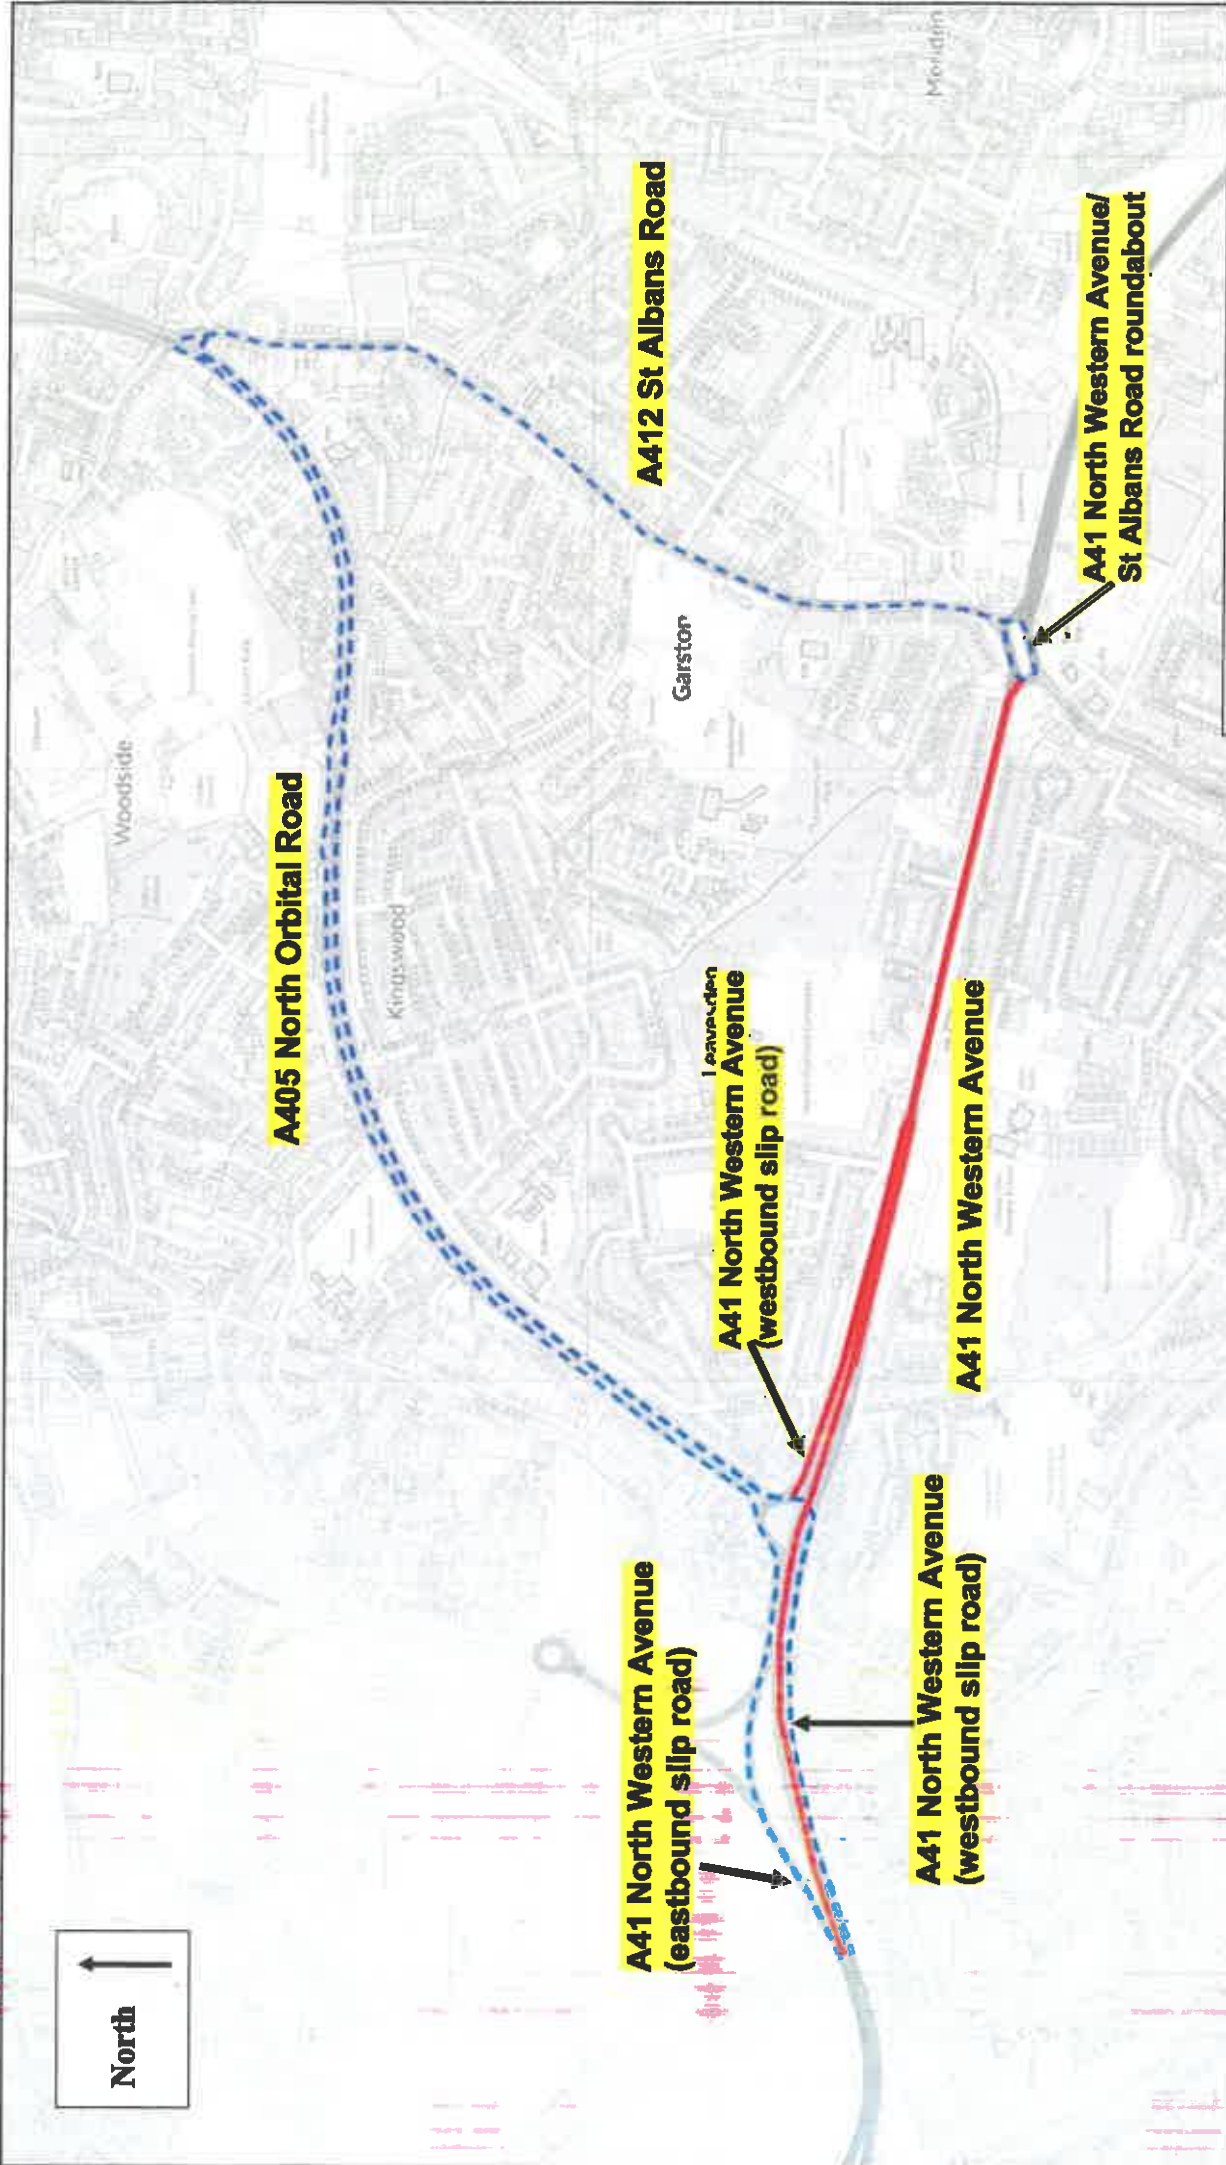 North
Woodside
A405 North Orbital Road
Kingswood
A41 North Western Avenue
(eastbound slip road)
Garston
A412 St Albans Road
Leavesden
A41 North Western Avenue
(westbound slip road)
A41 North Western Avenue
(westbound slip road)
A41 North Western Avenue
A41 North Western Avenue/
St Albans Road roundabout
Meriden